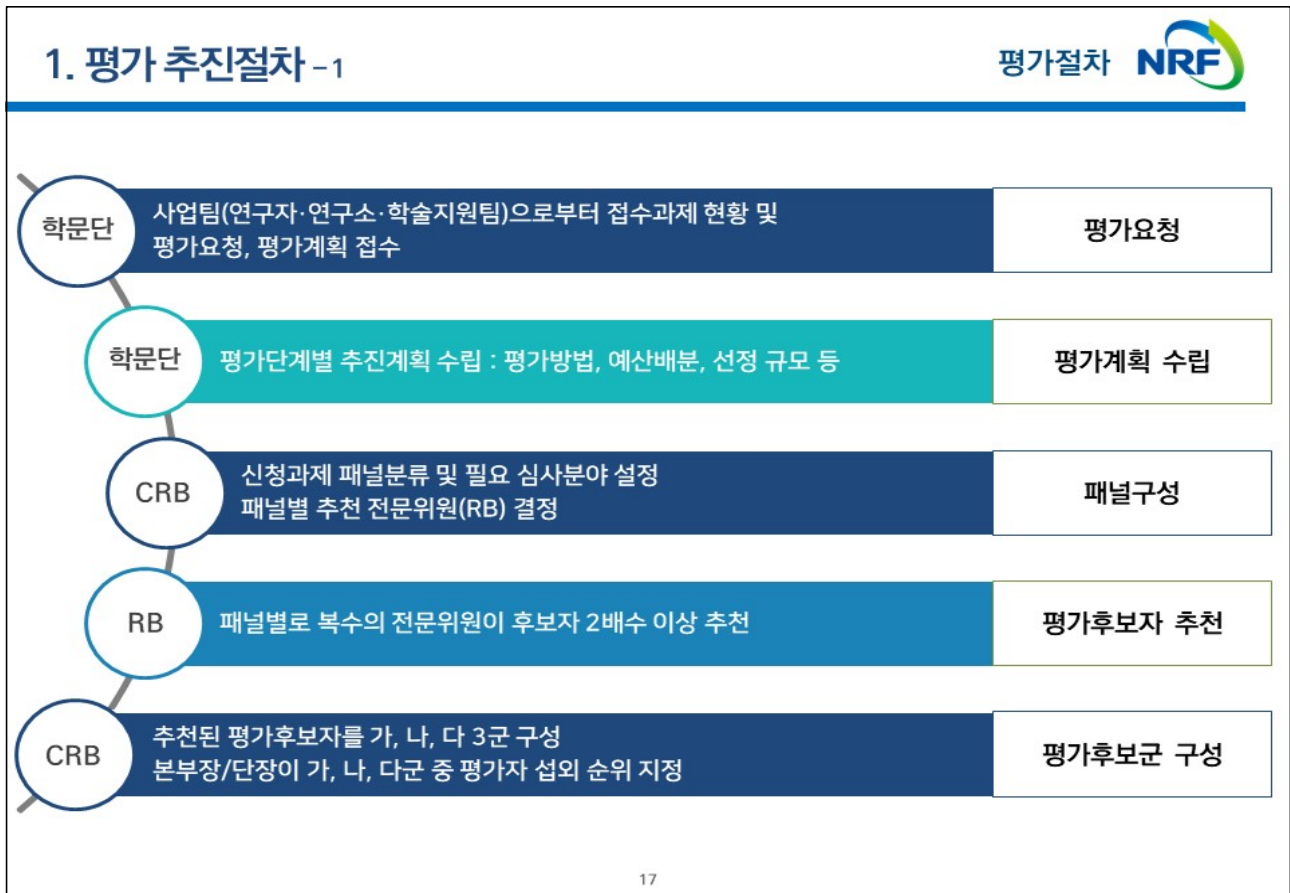 1. 평가 추진절차 – 1
평가절차 NRF
학문단
사업팀(연구자·연구소·학술지원팀)으로부터 접수과제 현황 및
평가요청, 평가계획 접수
평가요청
학문단
평가단계별 추진계획 수립 : 평가방법, 예산배분, 선정 규모 등
평가계획 수립
CRB
신청과제 패널분류 및 필요 심사분야 설정
패널별 추천 전문위원(RB) 결정
패널구성
RB
패널별로 복수의 전문위원이 후보자 2배수 이상 추천
평가후보자 추천
CRB
추천된 평가후보자를 가, 나, 다 3군 구성
본부장/단장이 가, 나, 다군 중 평가자 섭외 순위 지정
평가후보군 구성
17